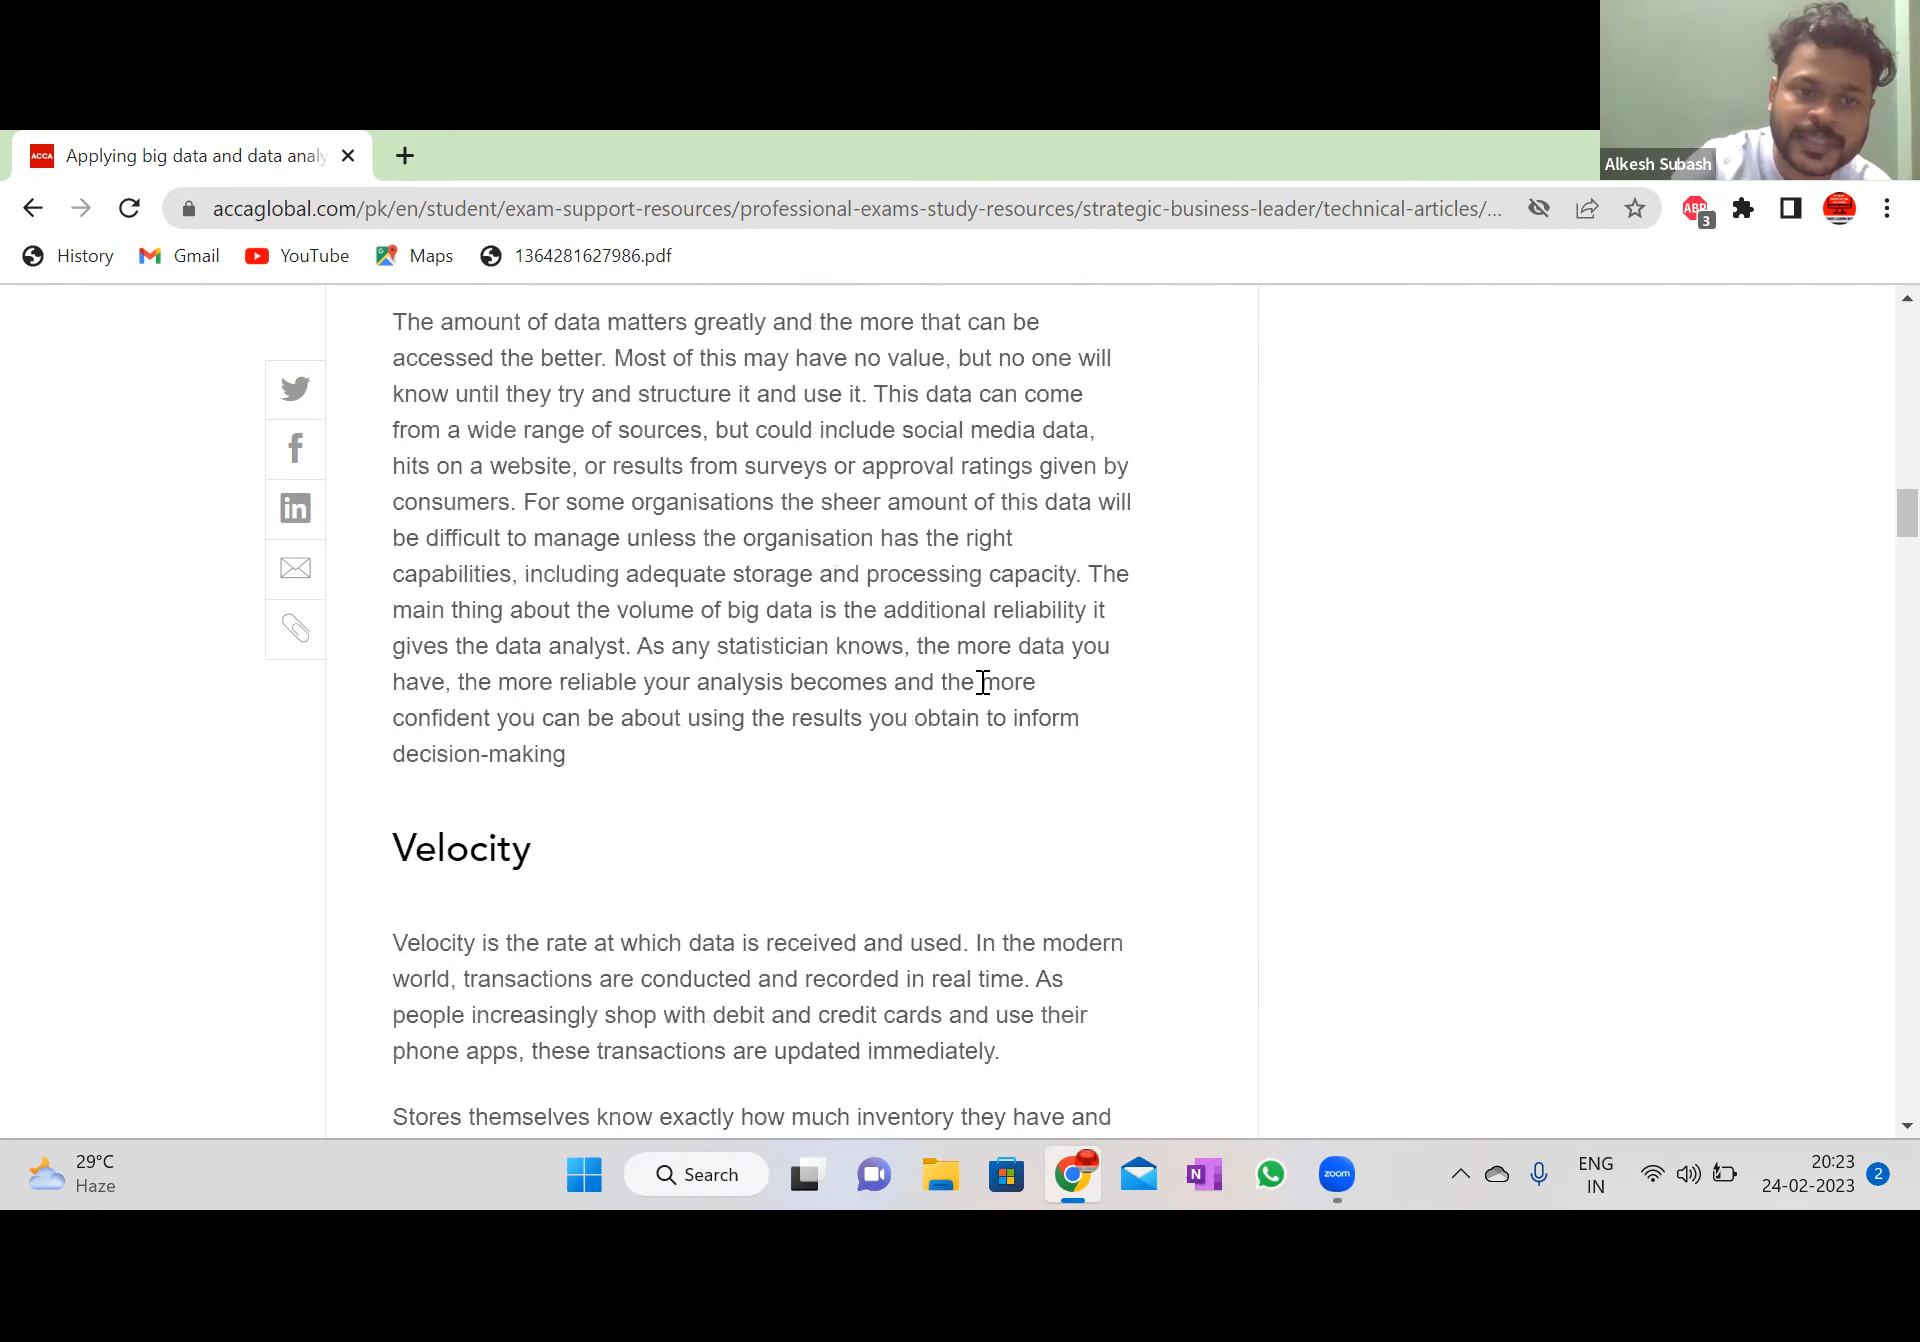 Alkesh Subash
ACCA Applying big data and data analy
accaglobal.com/pk/en/student/exam-support-resources/professional-exams-study-resources/strategic-business-leader/technical-articles/...
ABP 3
History Gmail YouTube Maps 1364281627986.pdf
The amount of data matters greatly and the more that can be
accessed the better. Most of this may have no value, but no one will
know until they try and structure it and use it. This data can come
from a wide range of sources, but could include social media data,
hits on a website, or results from surveys or approval ratings given by
consumers. For some organisations the sheer amount of this data will
be difficult to manage unless the organisation has the right
capabilities, including adequate storage and processing capacity. The
main thing about the volume of big data is the additional reliability it
gives the data analyst. As any statistician knows, the more data you
have, the more reliable your analysis becomes and the more
confident you can be about using the results you obtain to inform
decision-making
Velocity
Velocity is the rate at which data is received and used. In the modern
world, transactions are conducted and recorded in real time. As
people increasingly shop with debit and credit cards and use their
phone apps, these transactions are updated immediately.
Stores themselves know exactly how much inventory they have and
29°C
Haze
Search
zoom
ENG
IN
20:23
24-02-2023
2